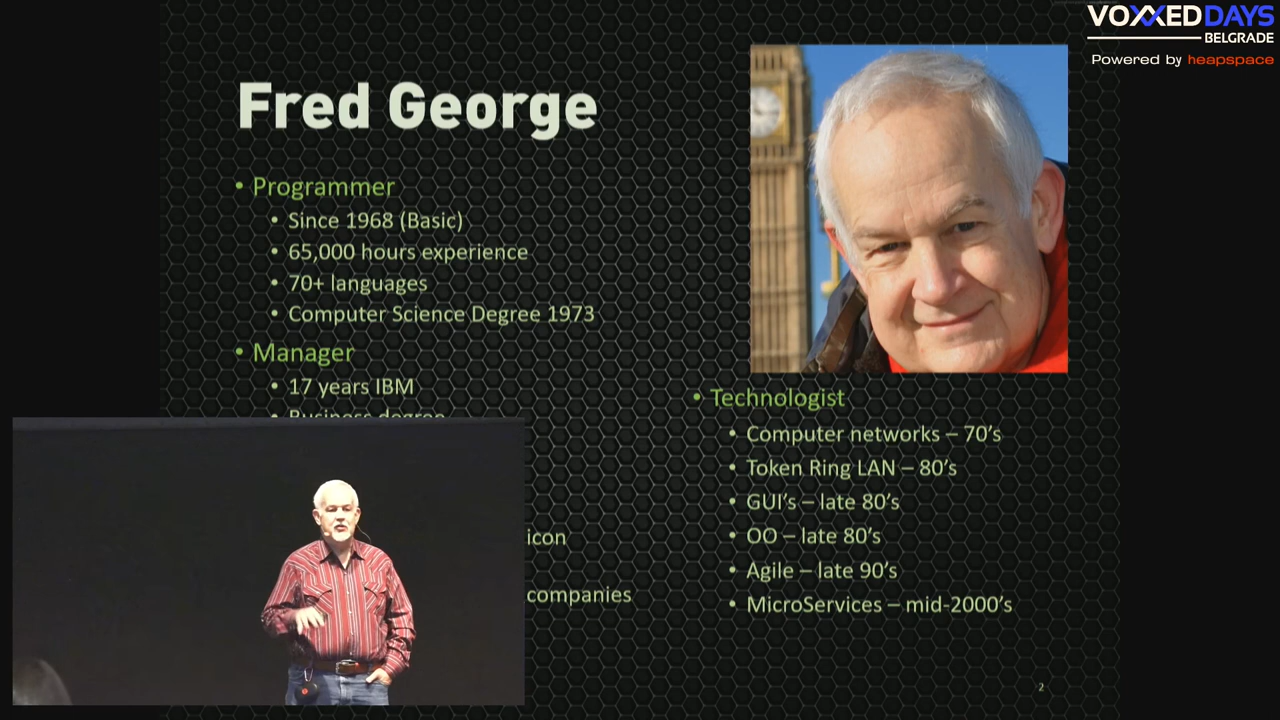 VOXXED DAYS
BELGRADE
Powered by heapspace
Fred George
• Programmer
• Since 1968 (Basic)
• 65,000 hours experience
• 70+ languages
• Computer Science Degree 1973
• Manager
• 17 years IBM
• Business degree
icon
companies
• Technologist
• Computer networks – 70's
• Token Ring LAN – 80's
• GUI's – late 80's
• OO – late 80's
• Agile – late 90's
• MicroServices – mid-2000's
2